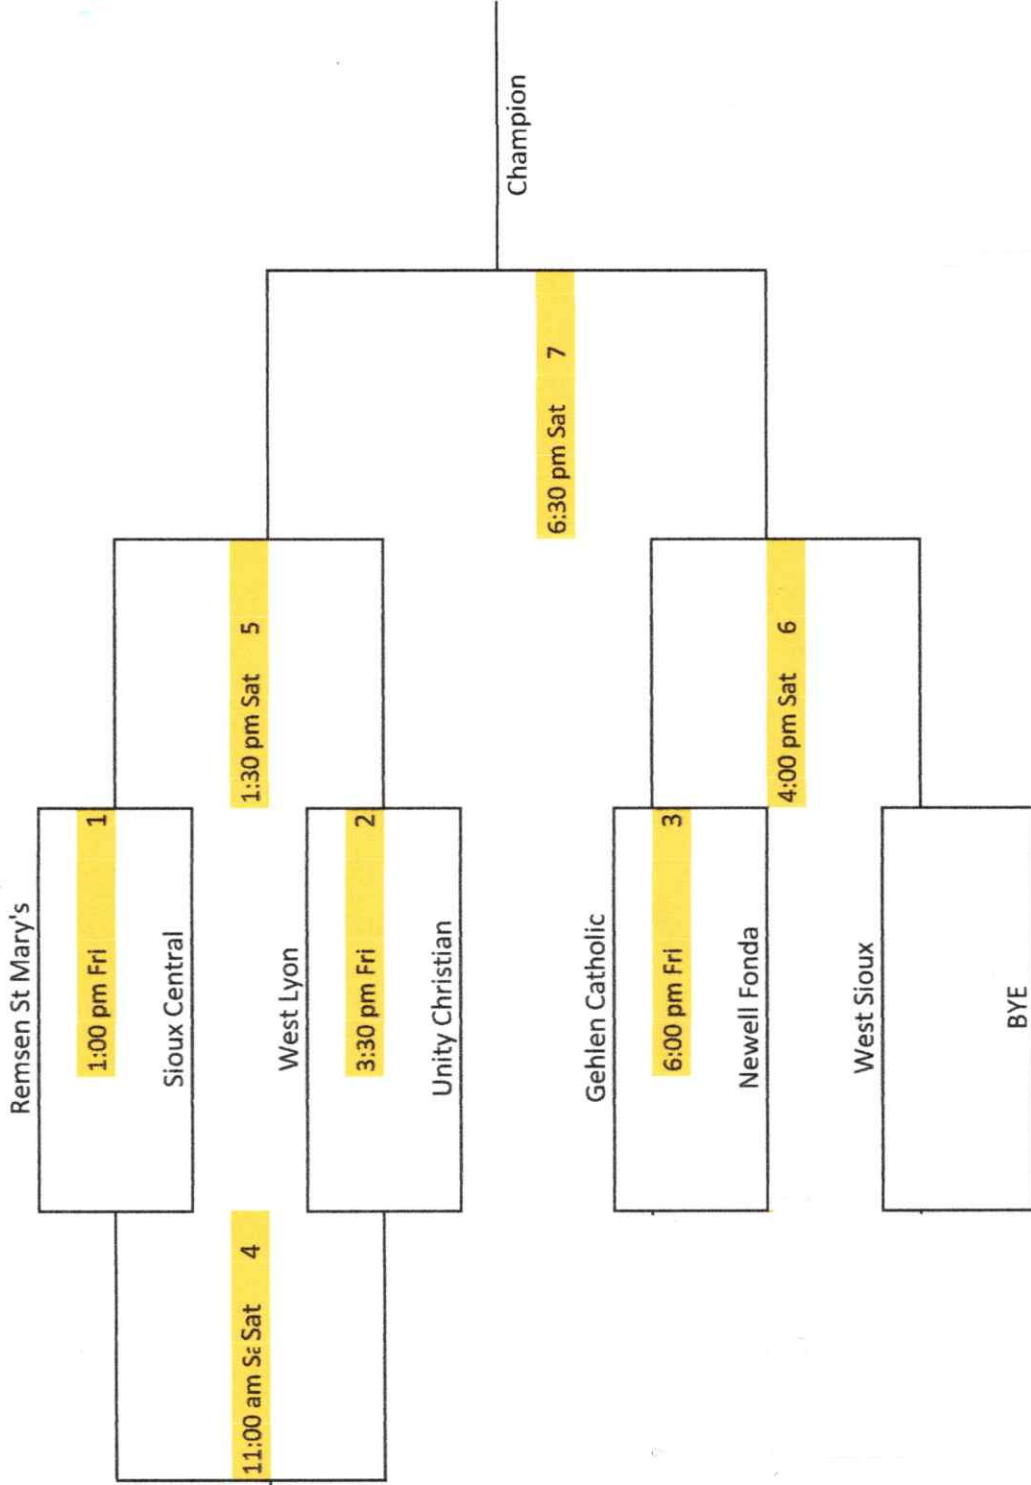 Remsen St Mary's
1:00 pm Fri 1
Sioux Central
11:00 am Sa Sat 4
1:30 pm Sat 5
West Lyon
3:30 pm Fri 2
Unity Christian
Champion
6:30 pm Sat 7
Gehlen Catholic
6:00 pm Fri 3
Newell Fonda
4:00 pm Sat 6
West Sioux
BYE